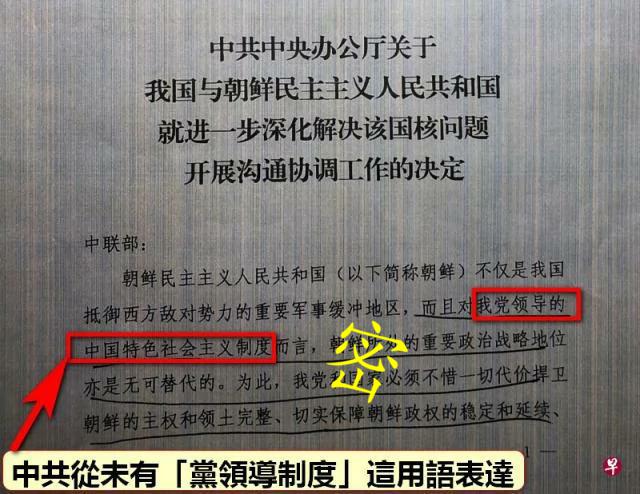 中共中央办公厅关于
我国与朝鲜民主主义人民共和国
就进一步深化解决该国核问题
开展沟通协调工作的决定
中联部：
朝鲜民主主义人民共和国（以下简称朝鲜）不仅是我国
抵御西方敌对势力的重要军事缓冲地区，而且对我党领导的
中国特色社会主义制度而言，朝鲜所处的重要政治战略地位
亦是无可替代的。为此，我党和国家必须不惜一切代价捍卫
朝鲜的主权和领土完整、切实保障朝鲜政权的稳定和延续、
密
1 —
中共從未有「黨領導制度」這用語表達
早